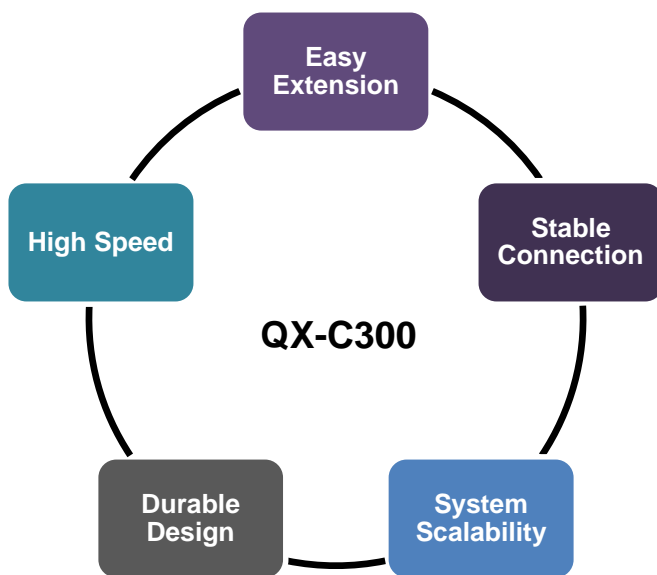 Easy
Extension
High Speed
Stable
Connection
QX-C300
Durable
Design
System
Scalability